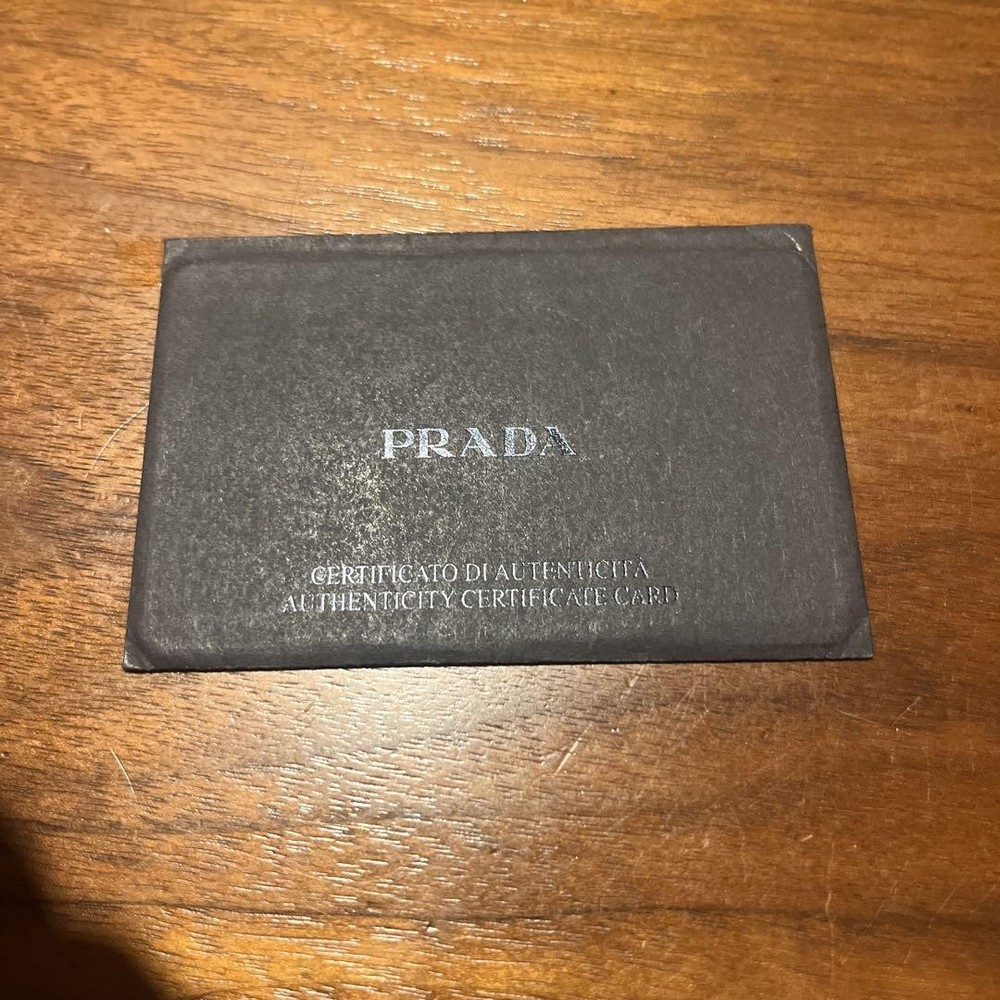 PRADA
CERTIFICATO DI AUTENTICITÀ
AUTHENTICITY CERTIFICATE CARD